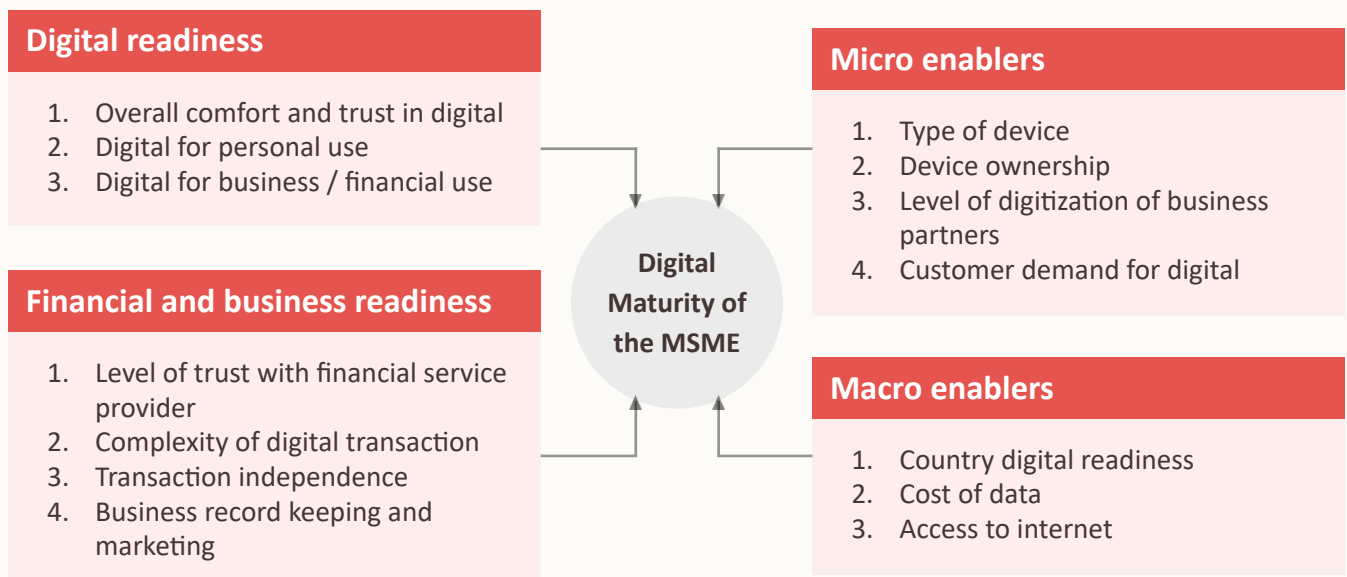 Digital readiness
1. Overall comfort and trust in digital
2. Digital for personal use
3. Digital for business / financial use
Financial and business readiness
1. Level of trust with financial service
provider
2. Complexity of digital transaction
3. Transaction independence
4. Business record keeping and
marketing
Digital
Maturity of
the MSME
Micro enablers
1. Type of device
2. Device ownership
3. Level of digitization of business
partners
4. Customer demand for digital
Macro enablers
1. Country digital readiness
2. Cost of data
3. Access to internet